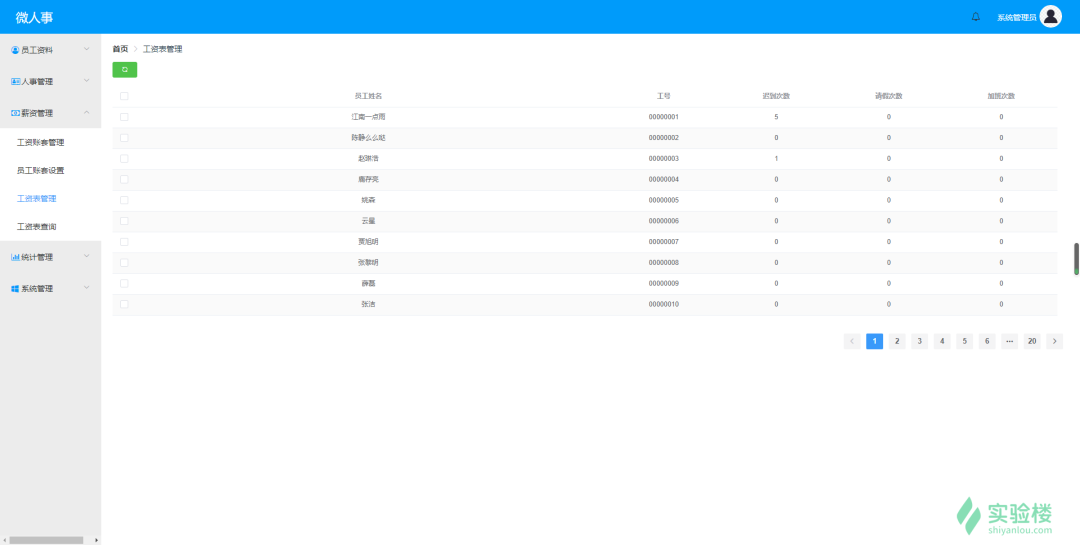 微人事
系统管理员
员工资料
人事管理
薪资管理
工资账套管理
员工账套设置
工资表管理
工资表查询
统计管理
系统管理
首页 > 工资表管理
员工姓名 工号 迟到次数 请假次数 加班次数
江南一点雨 00000001 5 0 0
陈静么么哒 00000002 0 0 0
赵琳浩 00000003 1 0 0
鹿存亮 00000004 0 0 0
姚森 00000005 0 0 0
云星 00000006 0 0 0
贾旭明 00000007 0 0 0
张黎明 00000008 0 0 0
薛磊 00000009 0 0 0
张洁 00000010 0 0 0
< 1 2 3 4 5 6 ··· 20 >
实验楼
shiyanlou.com